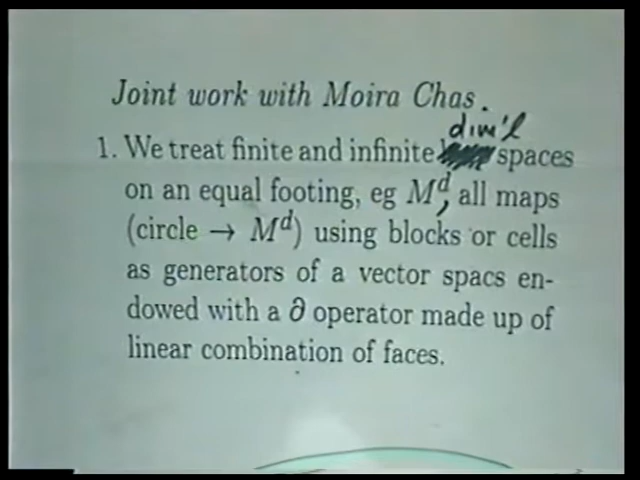 Joint work with Moira Chas.
dim'l
1. We treat finite and infinite spaces
on an equal footing, eg M^d, all maps
(circle → M^d) using blocks or cells
as generators of a vector spacs en-
dowed with a ∂ operator made up of
linear combination of faces.